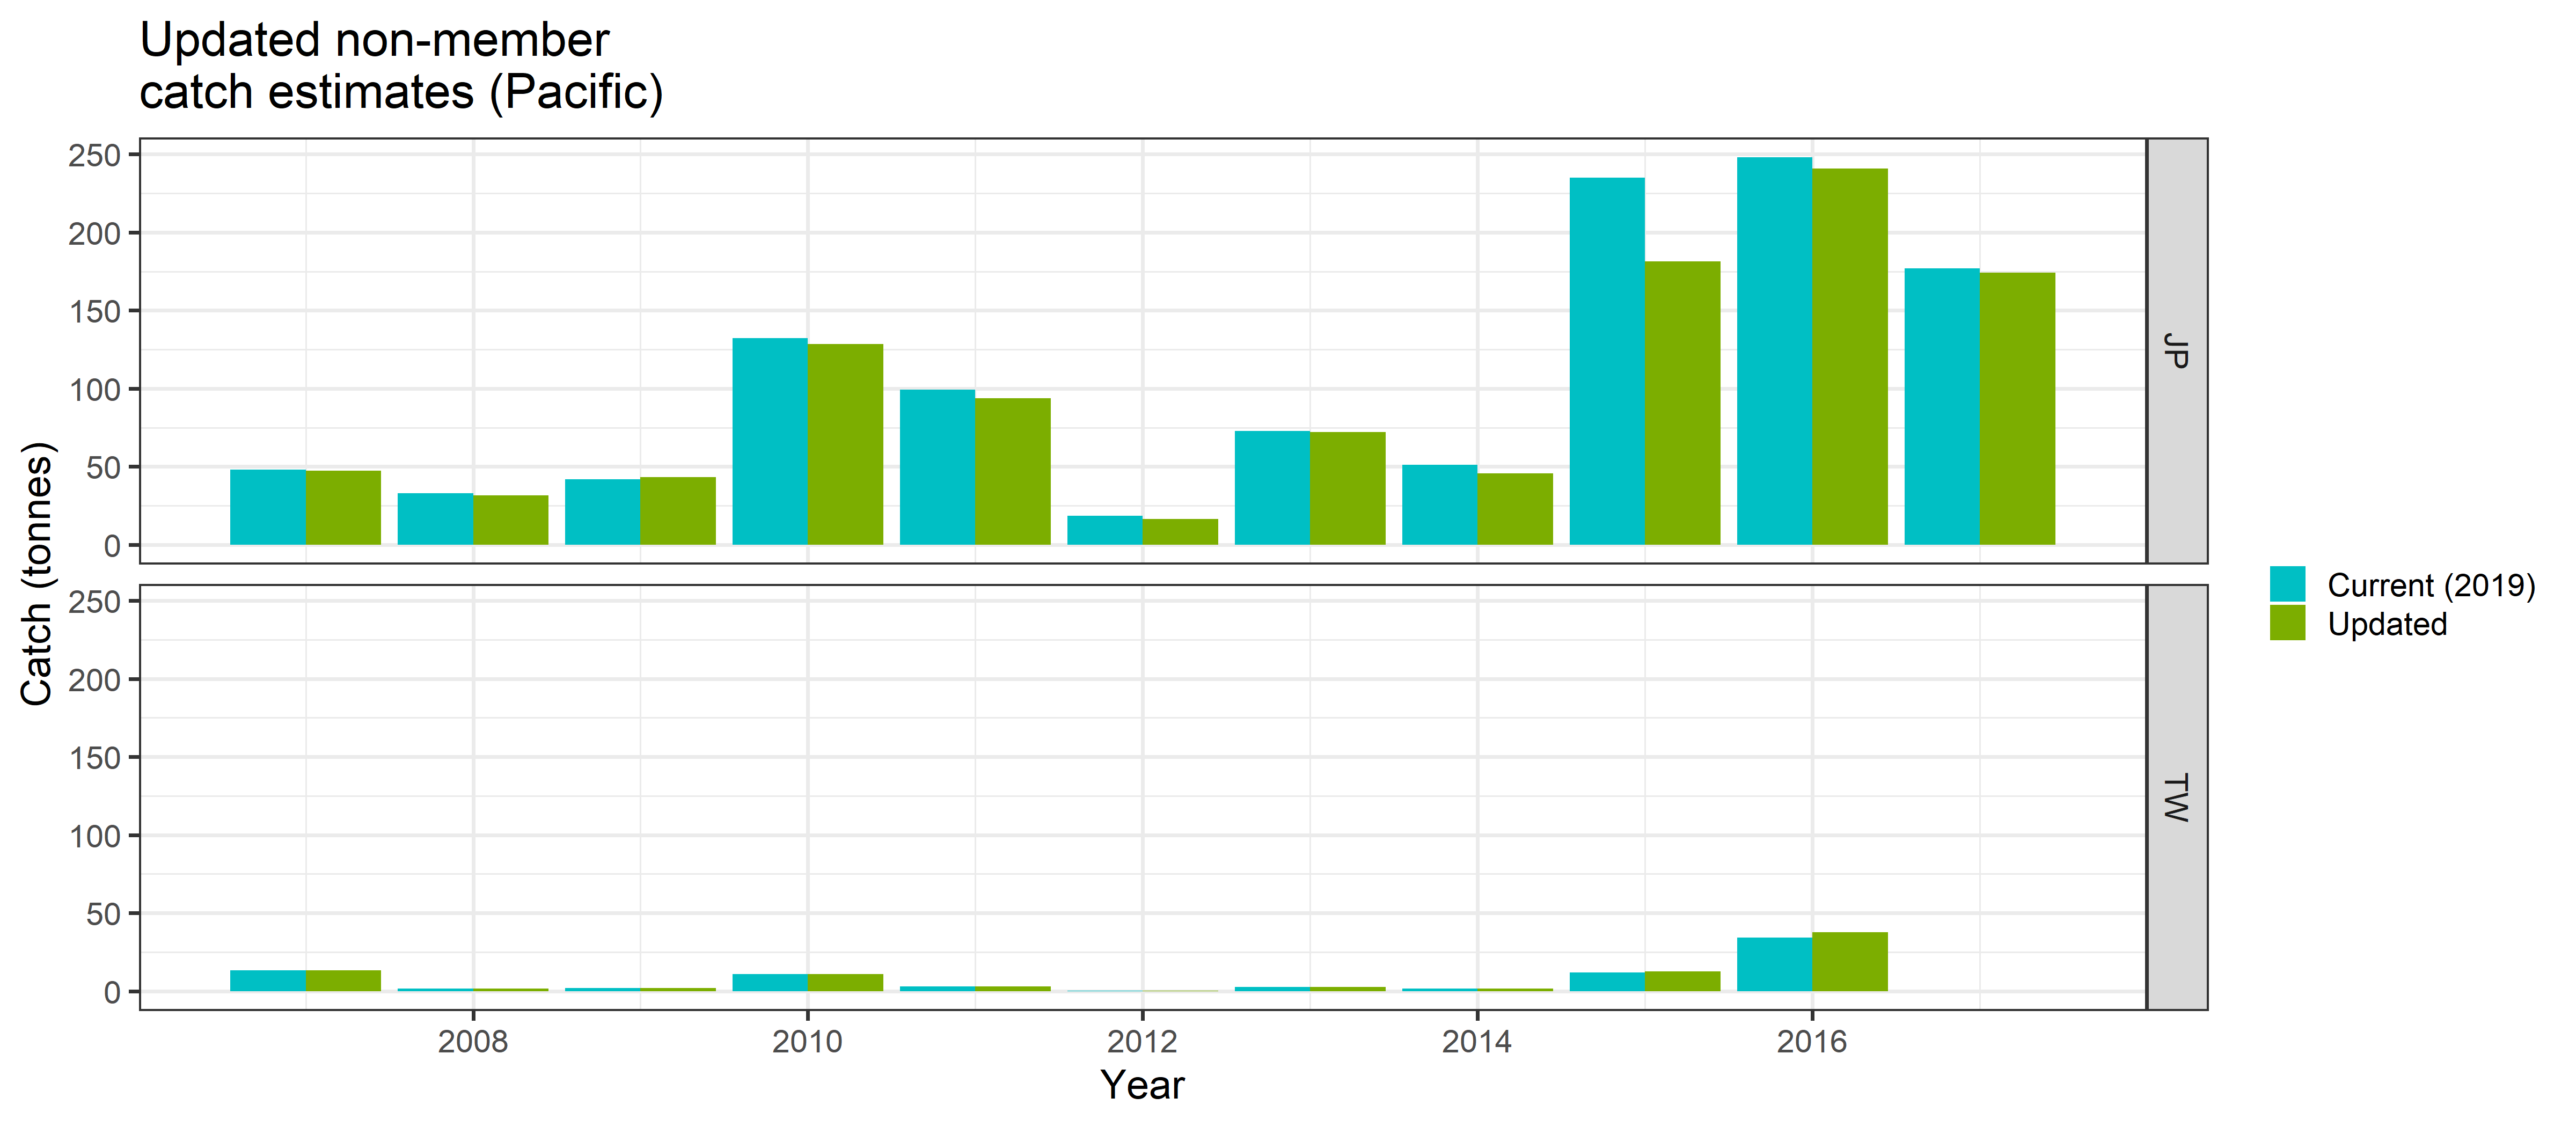 Updated non-member
catch estimates (Pacific)
Catch (tonnes)
250
200
150
100
50
0
JP
250
200
150
100
50
0
TW
2008
2010
2012
2014
2016
Year
Current (2019)
Updated